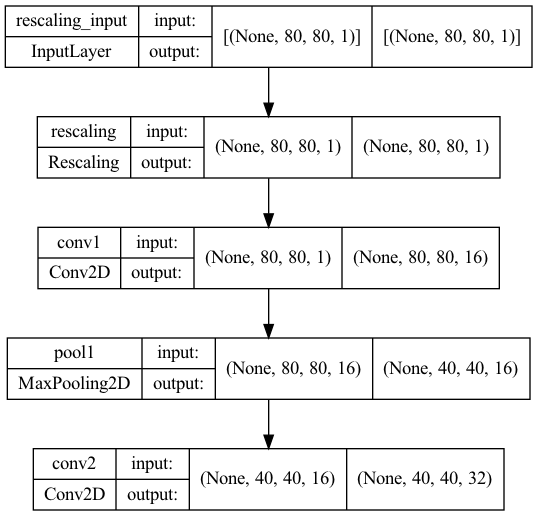 rescaling_input input: [(None, 80, 80, 1)] [(None, 80, 80, 1)]
InputLayer output:
rescaling input: (None, 80, 80, 1) (None, 80, 80, 1)
Rescaling output:
conv1 input: (None, 80, 80, 1) (None, 80, 80, 16)
Conv2D output:
pool1 input: (None, 80, 80, 16) (None, 40, 40, 16)
MaxPooling2D output:
conv2 input: (None, 40, 40, 16) (None, 40, 40, 32)
Conv2D output: